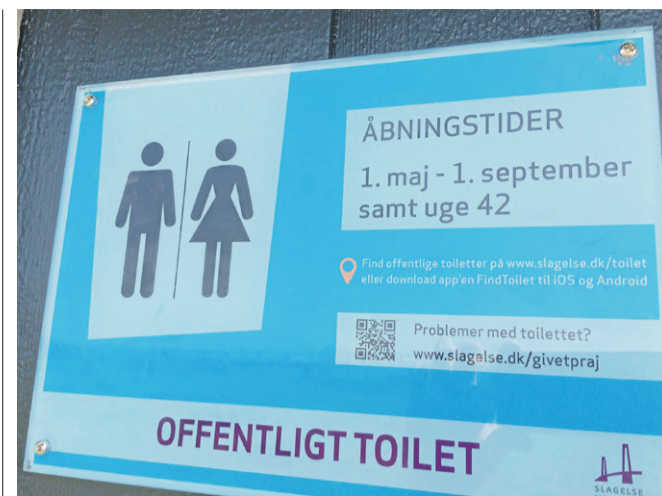 ÅBNINGSTIDER
1. maj - 1. september
samt uge 42
Find offentlige toiletter på www.slagelse.dk/toilet
eller download app'en FindToilet til iOS og Android
Problemer med toilettet?
www.slagelse.dk/givetpraj
OFFENTLIGT TOILET
SLAGELSE